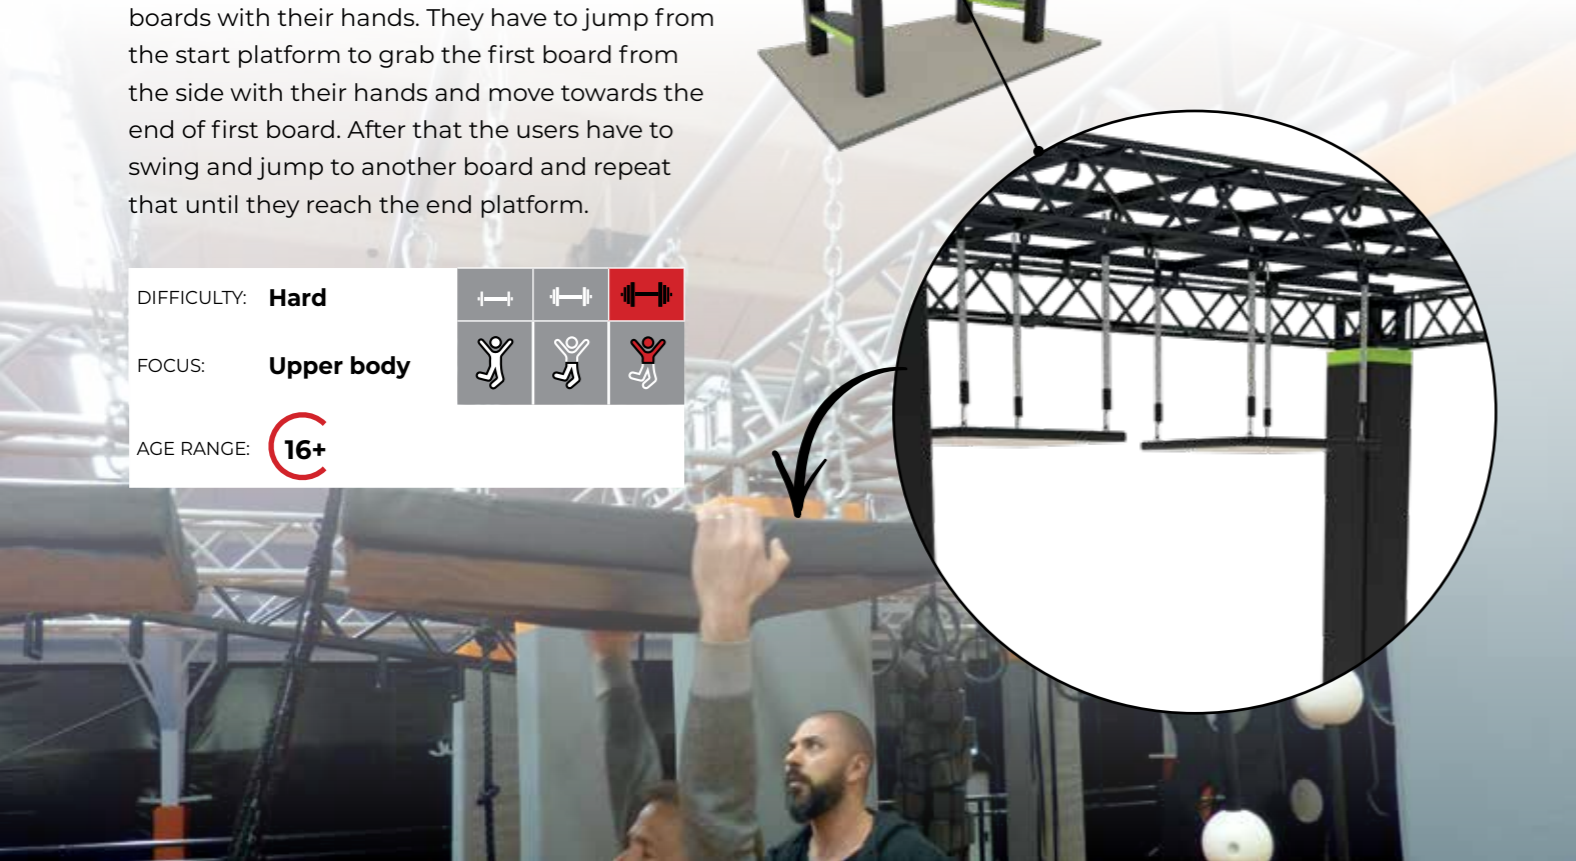 boards with their hands. They have to jump from
the start platform to grab the first board from
the side with their hands and move towards the
end of first board. After that the users have to
swing and jump to another board and repeat
that until they reach the end platform.
DIFFICULTY: Hard
FOCUS: Upper body
AGE RANGE: 16+